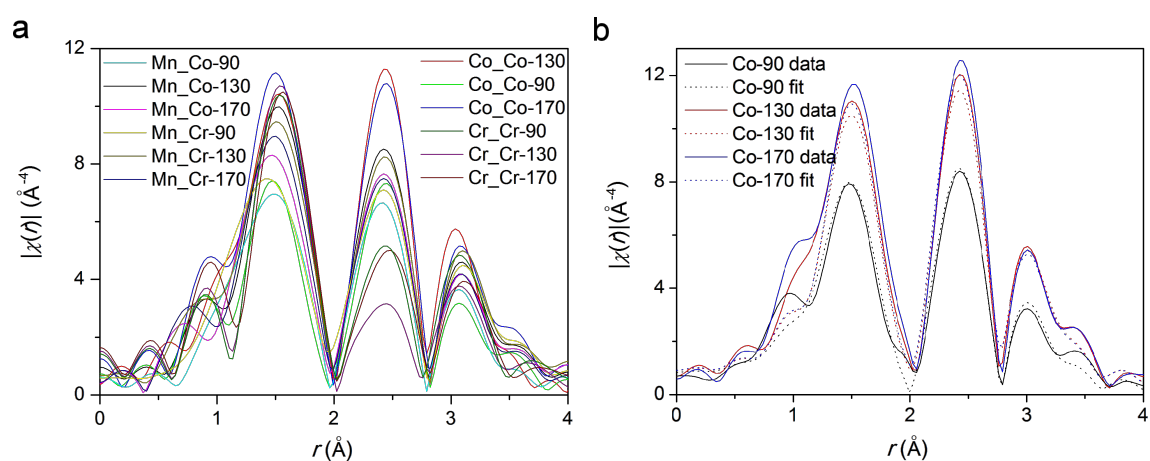 a
12
8
4
0
0
1
2
3
4
|χ(r)| (Å⁻⁴)
r (Å)
Mn_Co-90
Mn_Co-130
Mn_Co-170
Mn_Cr-90
Mn_Cr-130
Mn_Cr-170
Co_Co-130
Co_Co-90
Co_Co-170
Cr_Cr-90
Cr_Cr-130
Cr_Cr-170
b
12
8
4
0
0
1
2
3
4
|χ(r)| (Å⁻⁴)
r (Å)
Co-90 data
Co-90 fit
Co-130 data
Co-130 fit
Co-170 data
Co-170 fit